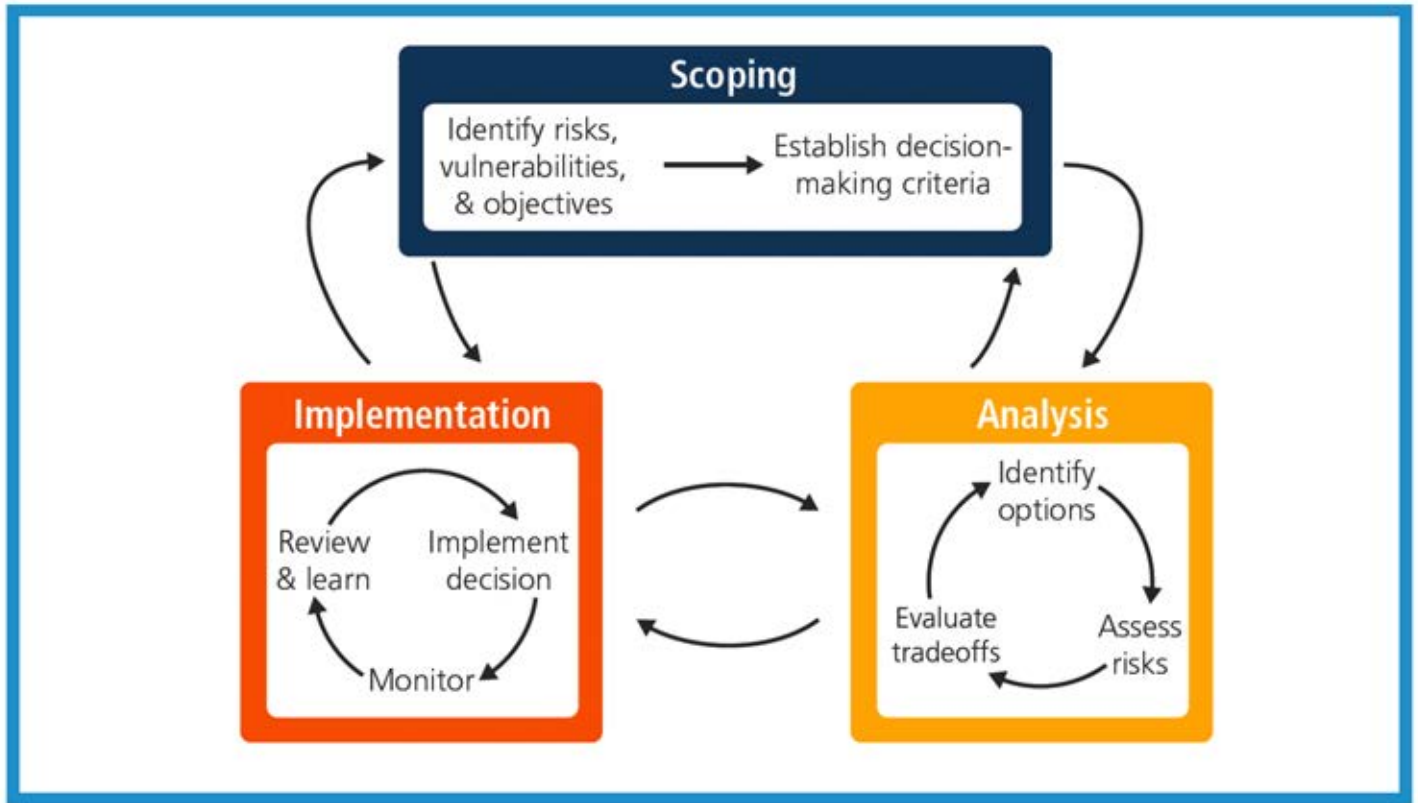 Scoping
Identify risks,
vulnerabilities,
& objectives
Establish decision-
making criteria
Implementation
Review
& learn
Implement
decision
Monitor
Analysis
Identify
options
Assess
risks
Evaluate
tradeoffs